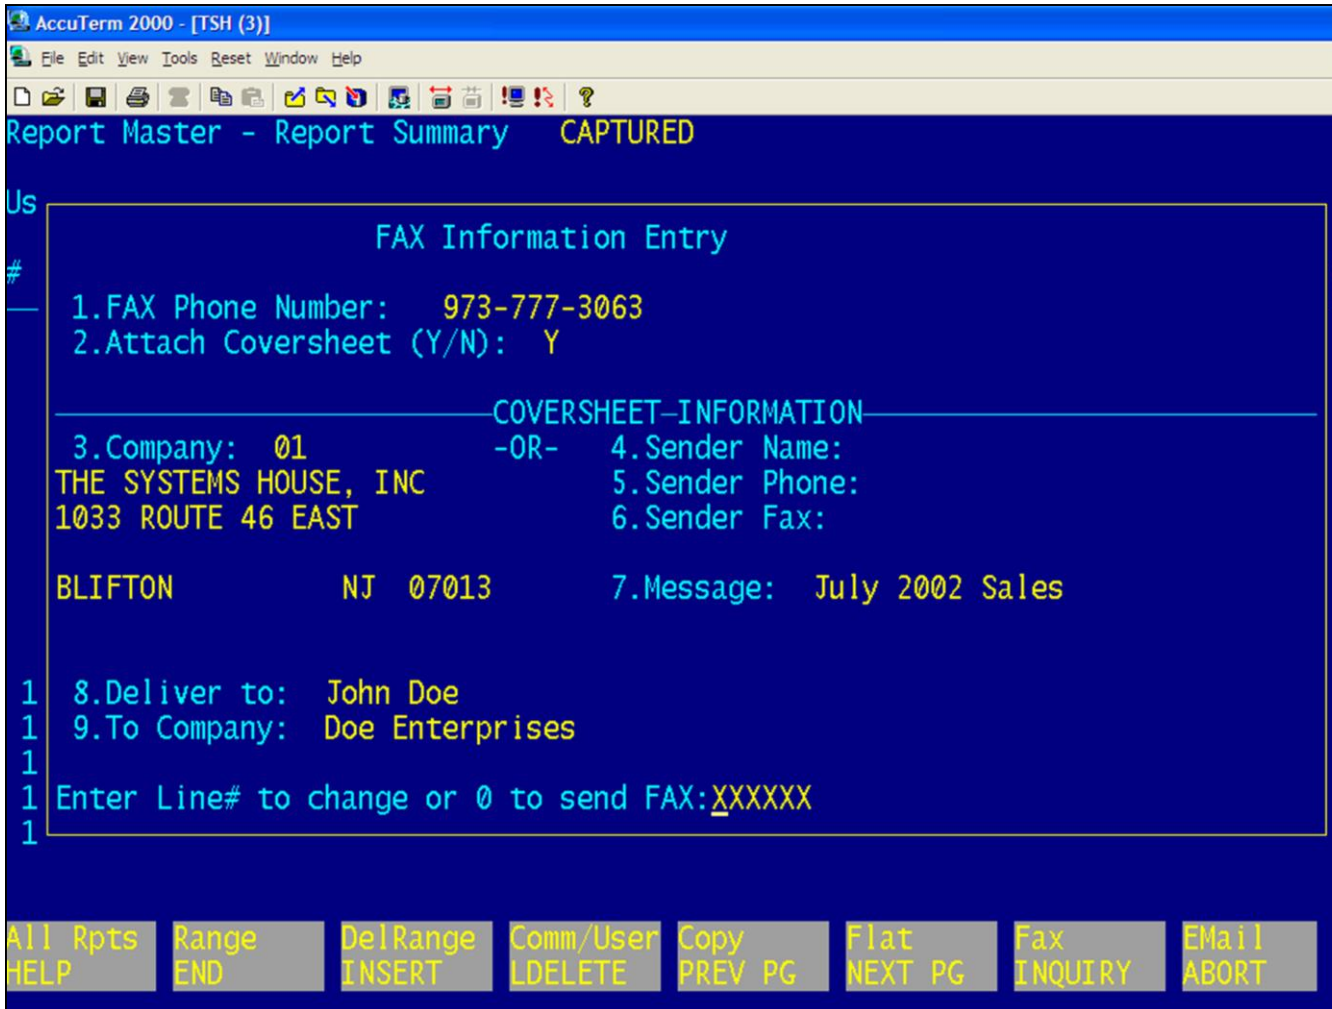 AccuTerm 2000 - [TSH (3)]
File Edit View Tools Reset Window Help
Report Master - Report Summary CAPTURED
Us
FAX Information Entry
#
1.FAX Phone Number: 973-777-3063
2.Attach Coversheet (Y/N): Y
COVERSHEET-INFORMATION
3.Company: 01 -OR- 4.Sender Name:
THE SYSTEMS HOUSE, INC 5.Sender Phone:
1033 ROUTE 46 EAST 6.Sender Fax:
BLIFTON NJ 07013 7.Message: July 2002 Sales
1 8.Deliver to: John Doe
1 9.To Company: Doe Enterprises
1
1 Enter Line# to change or 0 to send FAX:XXXXXX
1
All Rpts Range DelRange Comm/User Copy Flat Fax EMail
HELP END INSERT LDELETE PREV PG NEXT PG INQUIRY ABORT